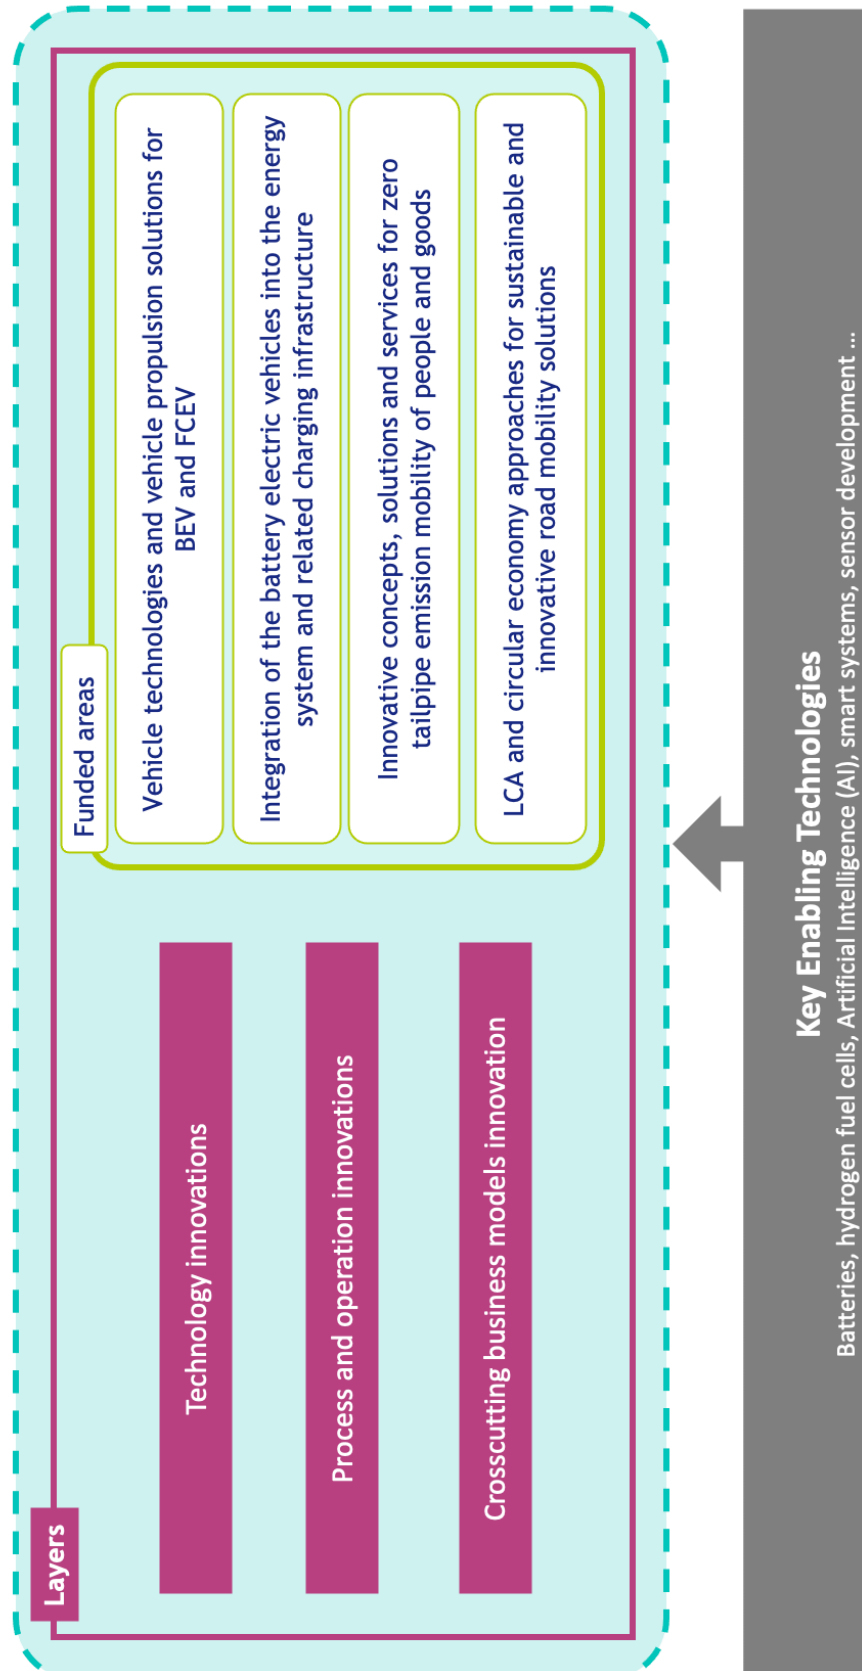 Layers
Technology innovations
Process and operation innovations
Crosscutting business models innovation
Funded areas
Vehicle technologies and vehicle propulsion solutions for
BEV and FCEV
Integration of the battery electric vehicles into the energy
system and related charging infrastructure
Innovative concepts, solutions and services for zero
tailpipe emission mobility of people and goods
LCA and circular economy approaches for sustainable and
innovative road mobility solutions
Key Enabling Technologies
Batteries, hydrogen fuel cells, Artificial Intelligence (AI), smart systems, sensor development ...